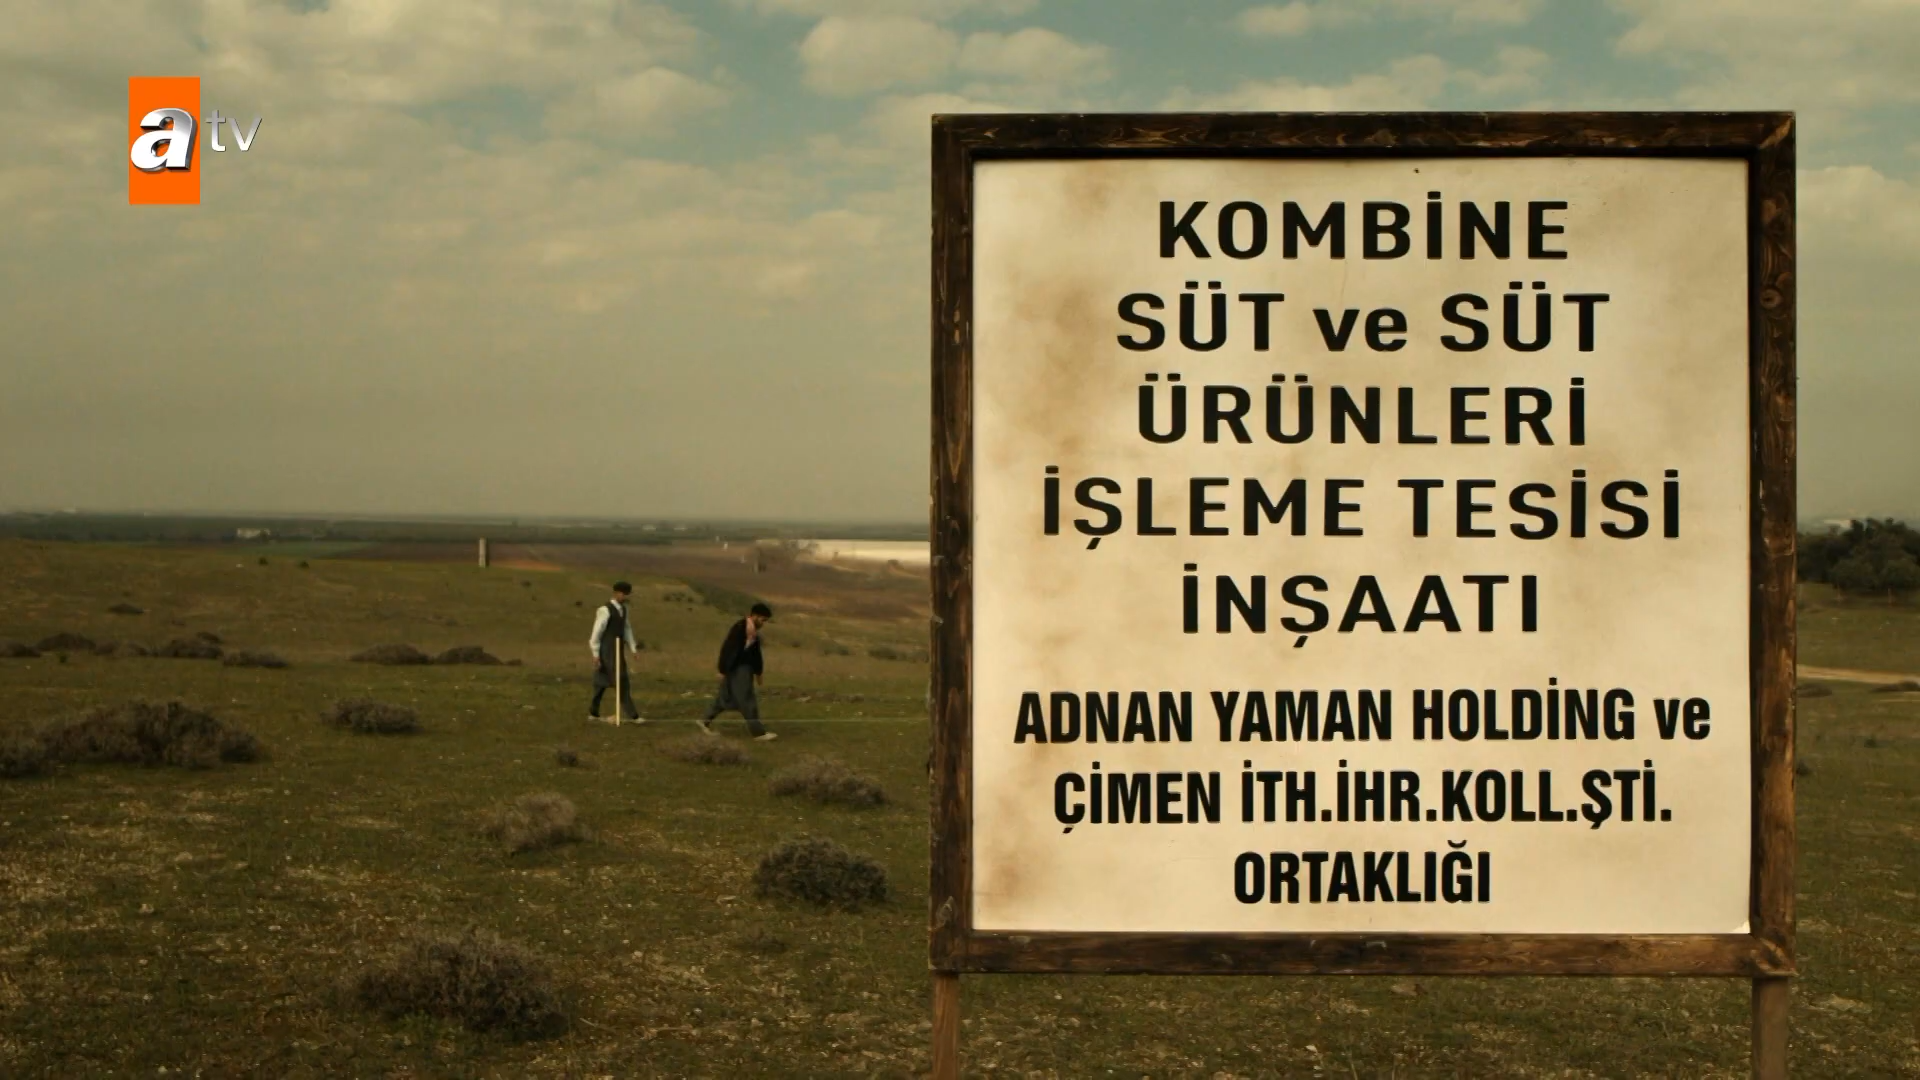 a tv
KOMBİNE
SÜT ve SÜT
ÜRÜNLERİ
İŞLEME TESİSİ
İNŞAATI
ADNAN YAMAN HOLDİNG ve
ÇİMEN İTH.İHR.KOLL.ŞTİ.
ORTAKLIĞI